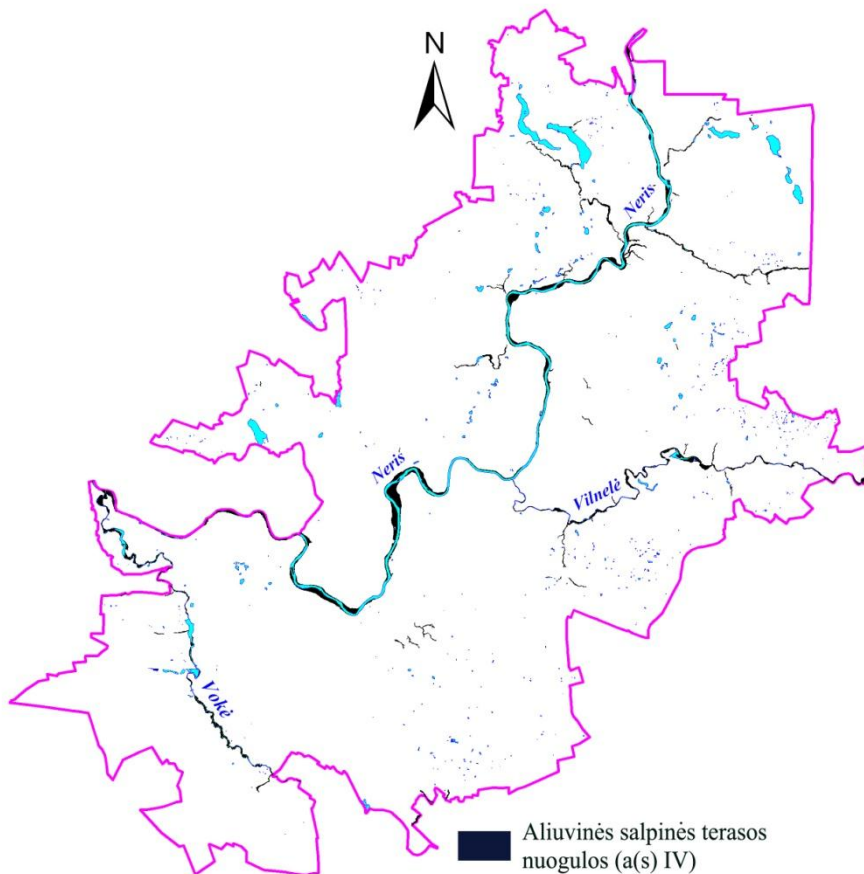 N
Neris
Neris
Vilnelė
Vokė
Aliuvinės salpinės terasos
nuogulos (a(s) IV)